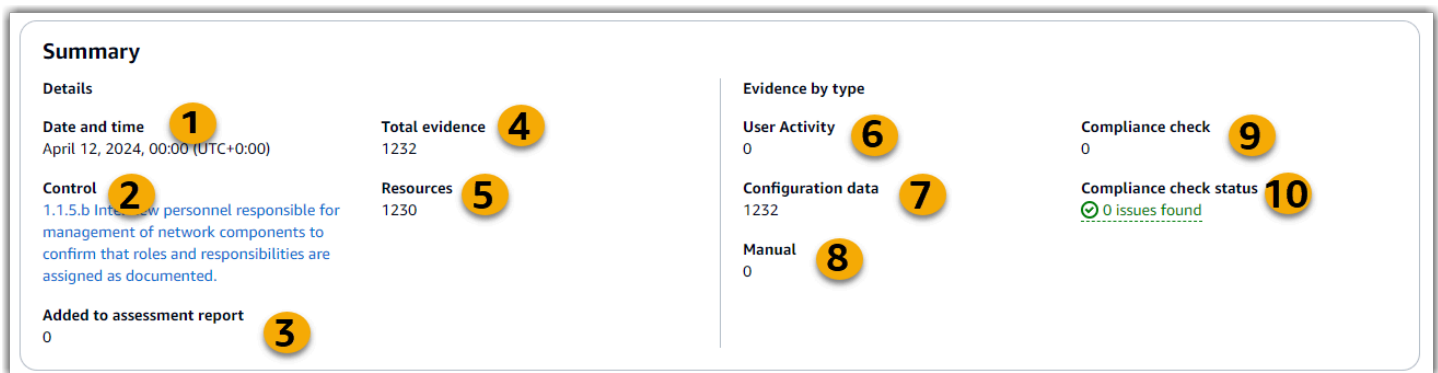 Summary
Details
Date and time 1
April 12, 2024, 00:00 (UTC+0:00)
Control 2
1.1.5.b Interview personnel responsible for
management of network components to
confirm that roles and responsibilities are
assigned as documented.
Added to assessment report 3
0
Total evidence 4
1232
Resources 5
1230
Evidence by type
User Activity 6
0
Configuration data 7
1232
Manual 8
0
Compliance check 9
0
Compliance check status 10
0 issues found